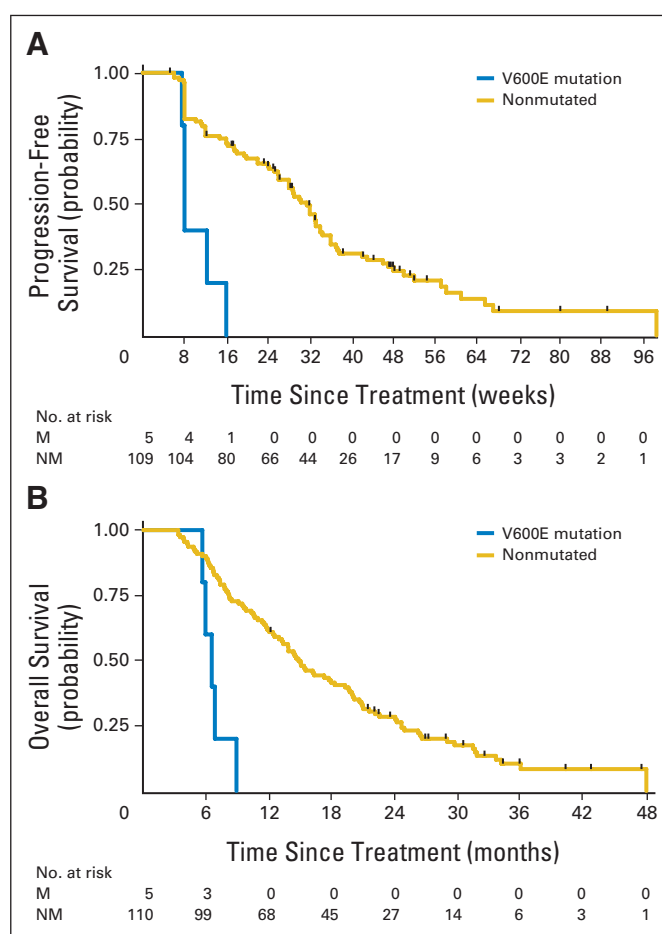 A
1.00
0.75
0.50
0.25
Progression-Free
Survival (probability)
V600E mutation
Nonmutated
0 8 16 24 32 40 48 56 64 72 80 88 96
Time Since Treatment (weeks)
No. at risk
M 5 4 1 0 0 0 0 0 0 0 0 0 0
NM 109 104 80 66 44 26 17 9 6 3 3 2 1
B
1.00
0.75
0.50
0.25
Overall Survival
(probability)
V600E mutation
Nonmutated
0 6 12 18 24 30 36 42 48
Time Since Treatment (months)
No. at risk
M 5 3 0 0 0 0 0 0 0
NM 110 99 68 45 27 14 6 3 1